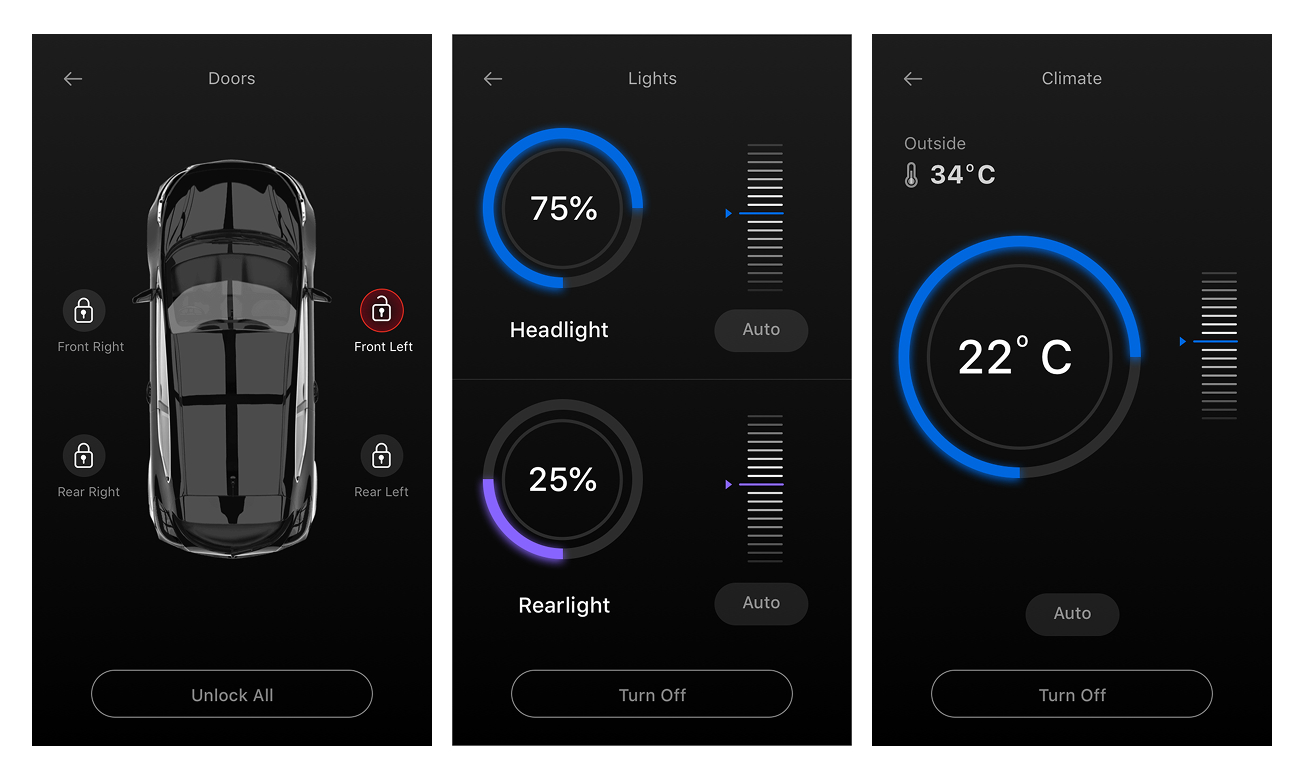 Doors
Front Right
Front Left
Rear Right
Rear Left
Unlock All
Lights
75%
Headlight
Auto
25%
Rearlight
Auto
Turn Off
Climate
Outside
34°C
22° C
Auto
Turn Off